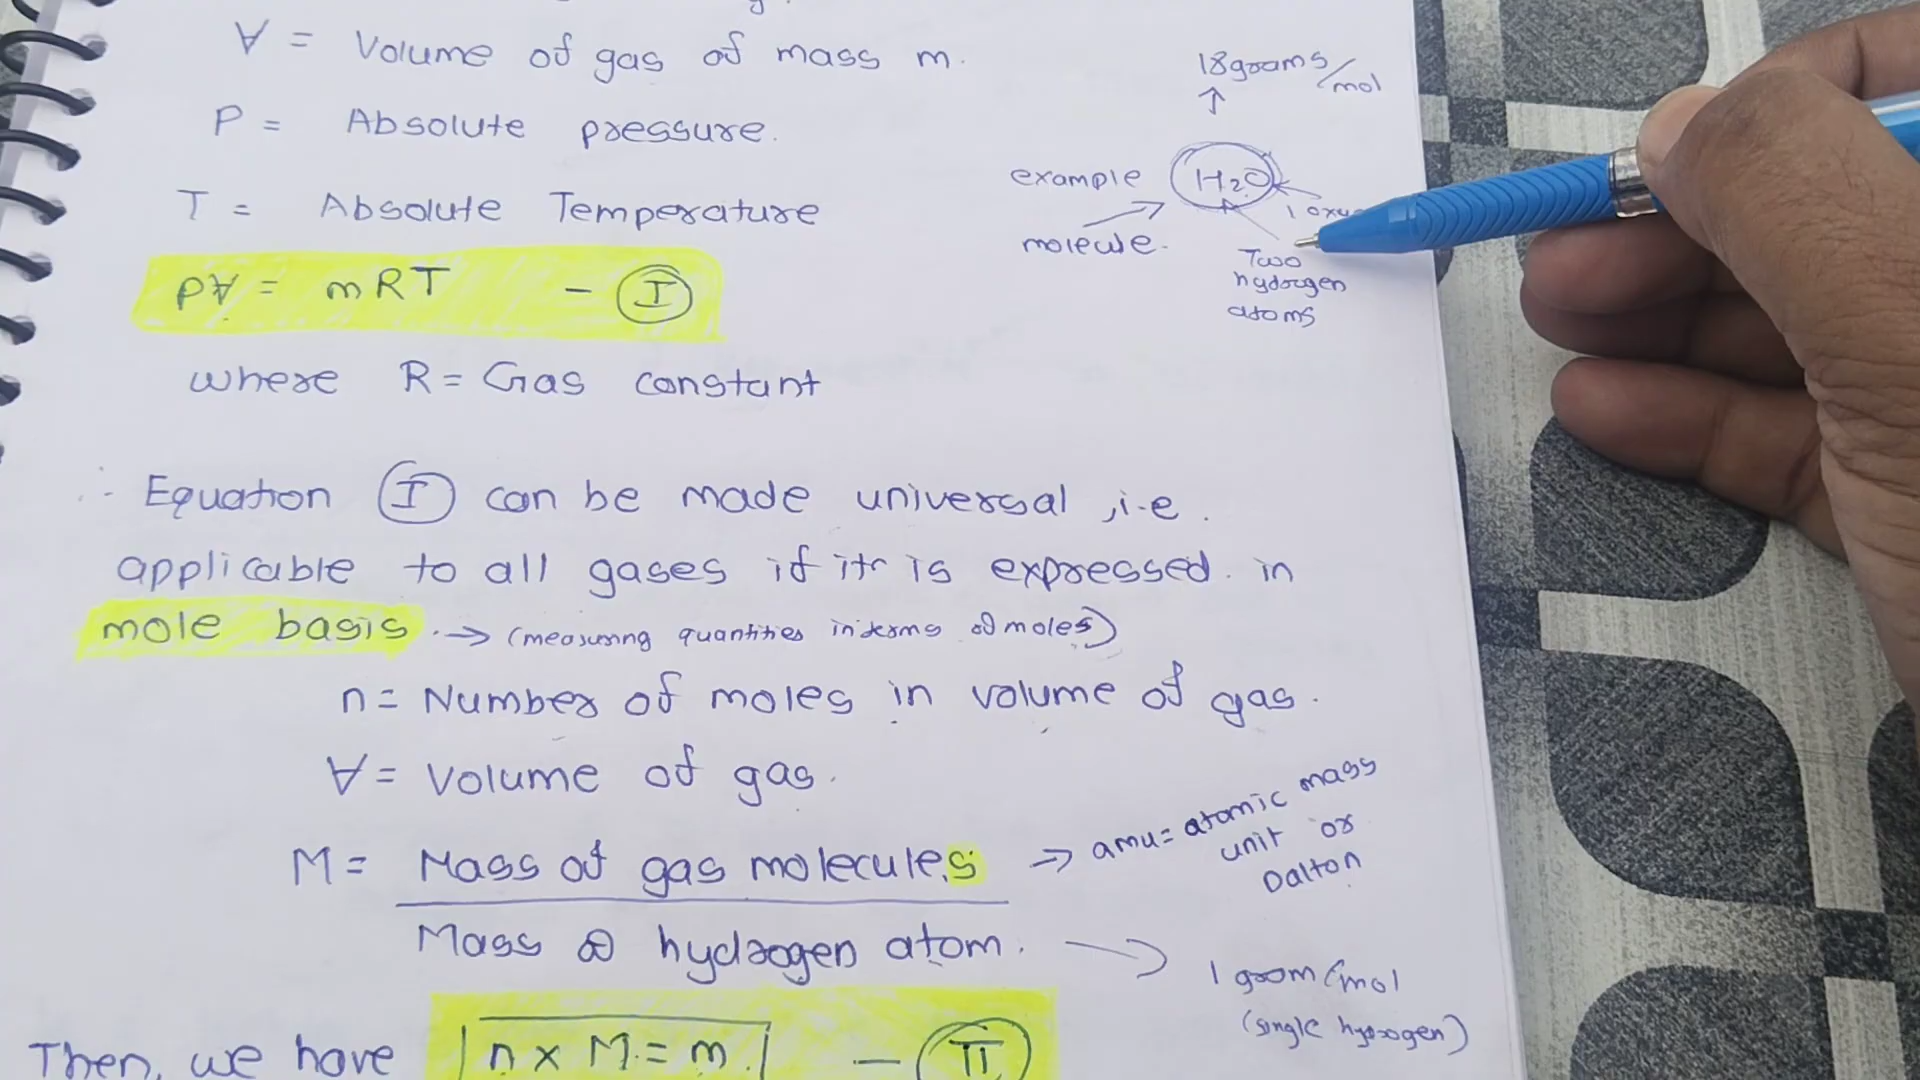 ∀ = Volume of gas of mass m.
P = Absolute pressure.
T = Absolute Temperature
P∀ = mRT - I
where R = Gas constant
18 grams/mol
↑
example
molecule.
H₂O
1
Two
hydrogen
atoms
∴ Equation I can be made universal, i.e.
applicable to all gases if it is expressed in
mole basis. → (measuring quantities in terms of moles)
n = Number of moles in volume of gas.
∀ = Volume of gas.
M = Mass of gas molecules → amu = atomic mass
unit or
Dalton
Mass of hydrogen atom. → 1 gram/mol
(single hydrogen)
Then, we have n × M = m — II